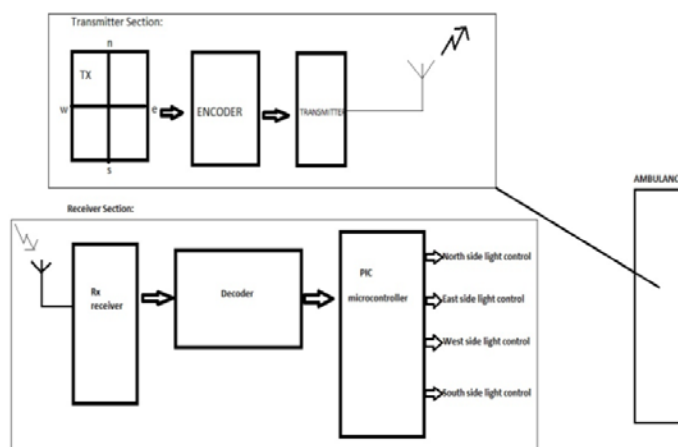 Transmitter Section:
n
TX
w
e
s
ENCODER
TRANSMITTER
AMBULANC
Receiver Section:
Rx
receiver
Decoder
PIC
microcontroller
North side light control
East side light control
West side light control
South side light control